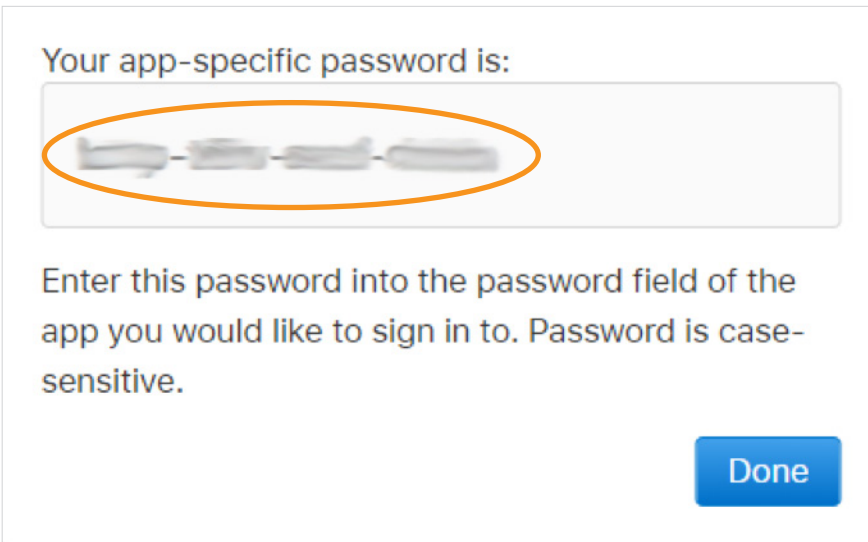 Your app-specific password is:
Enter this password into the password field of the
app you would like to sign in to. Password is case-
sensitive.
Done